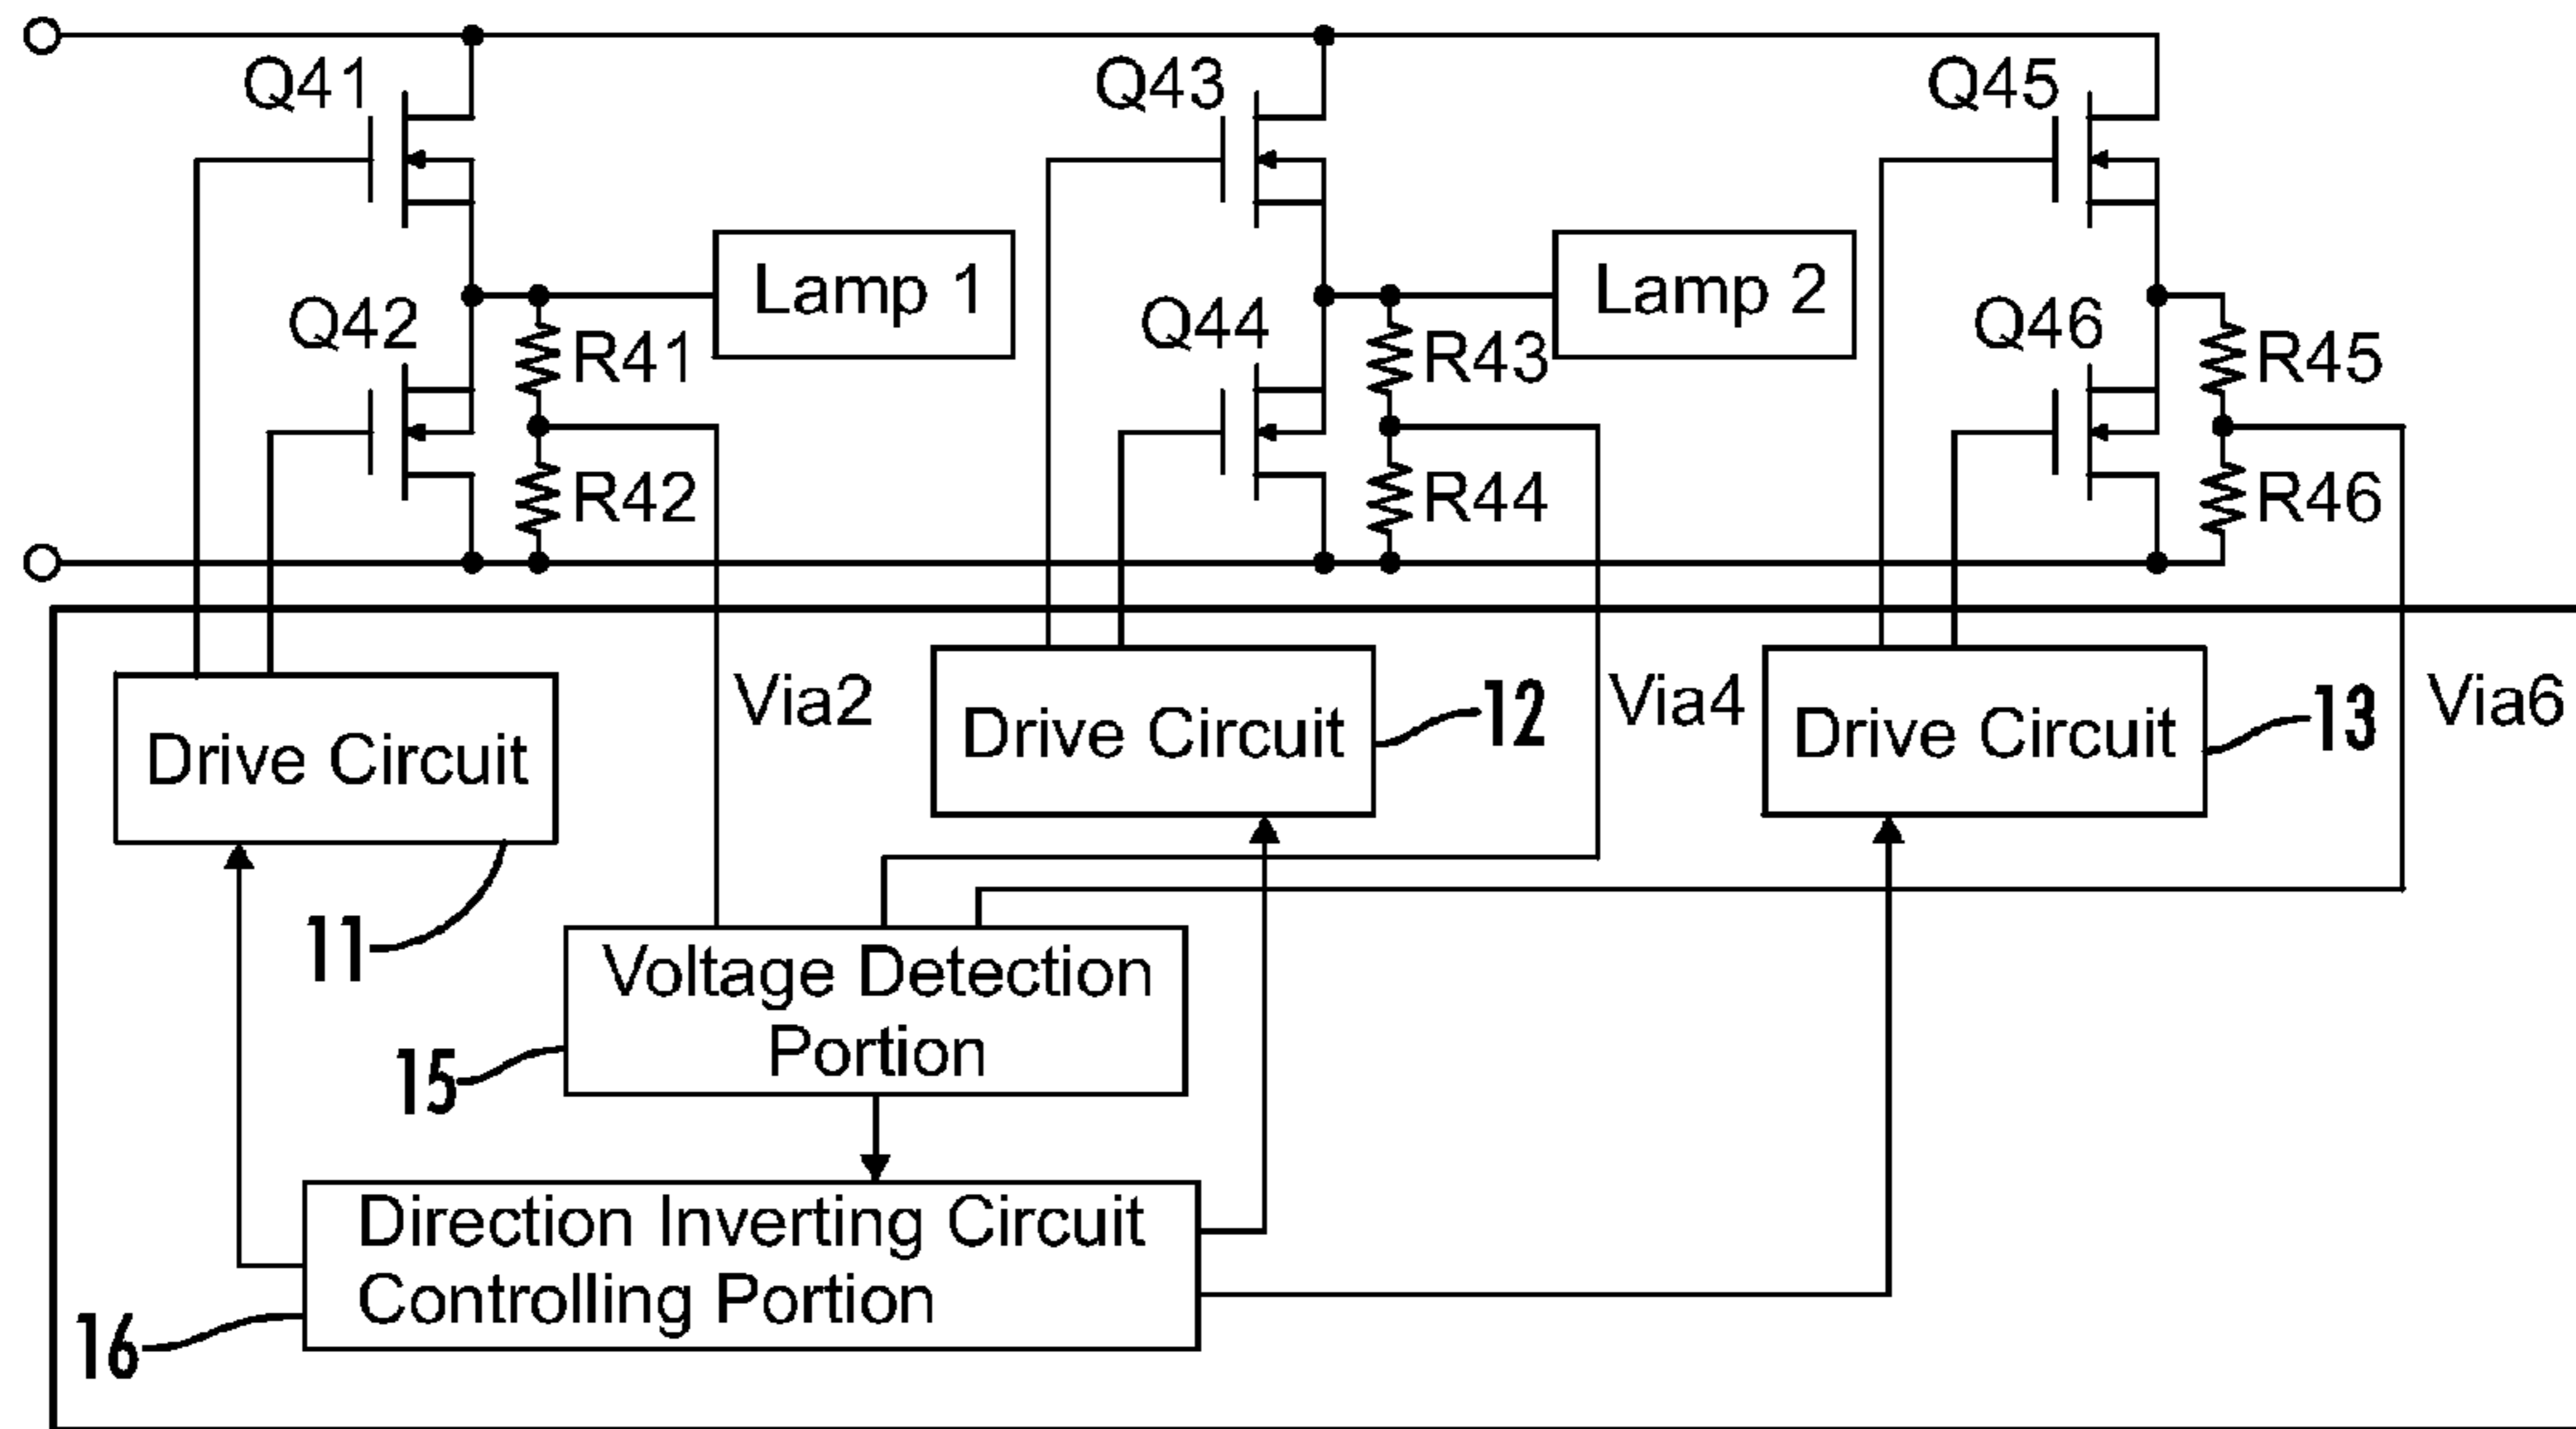 Q41
Q43
Q45
Lamp 1
Lamp 2
Q42
R41
Q44
R43
Q46
R45
R42
R44
R46
Via2
12
Via4
13
Via6
Drive Circuit
Drive Circuit
Drive Circuit
11
Voltage Detection
Portion
15
Direction Inverting Circuit
Controlling Portion
16